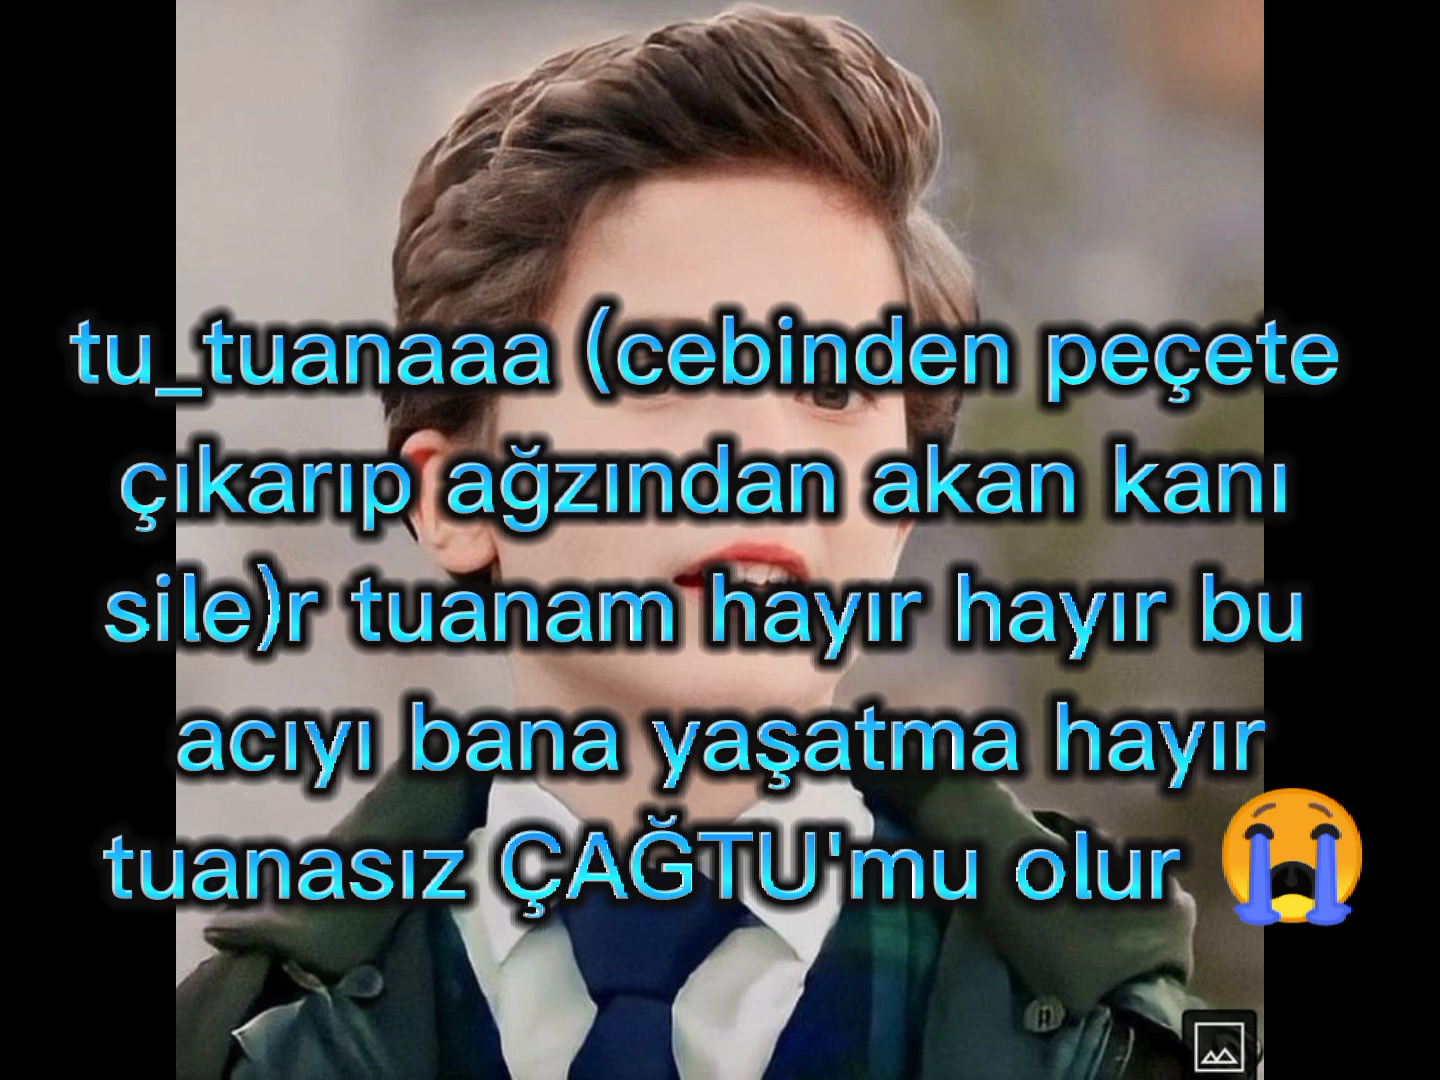 tu_tuanaaa (cebinden peçete
çıkarıp ağzından akan kanı
sile)r tuanam hayır hayır bu
acıyı bana yaşatma hayır
tuanasız ÇAĞTU'mu olur 😭